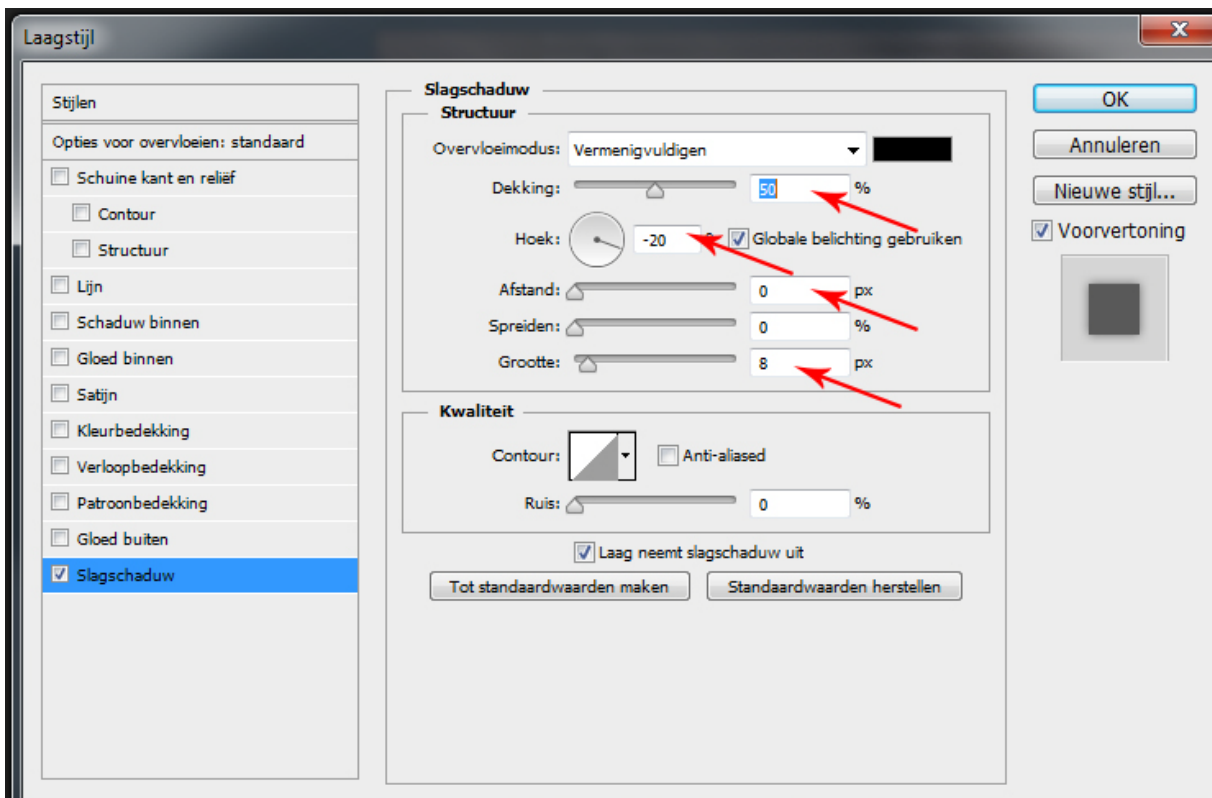 Laagstijl
Stijlen
Opties voor overvloeien: standaard
Schuine kant en reliëf
Contour
Structuur
Lijn
Schaduw binnen
Gloed binnen
Satijn
Kleurbedekking
Verloopbedekking
Patroonbedekking
Gloed buiten
Slagschaduw
Slagschaduw
Structuur
Overvloeimodus: Vermenigvuldigen
Dekking: 50 %
Hoek: -20 ° Globale belichting gebruiken
Afstand: 0 px
Spreiden: 0 %
Grootte: 8 px
Kwaliteit
Contour: Anti-aliased
Ruis: 0 %
Laag neemt slagschaduw uit
Tot standaardwaarden maken Standaardwaarden herstellen
OK
Annuleren
Nieuwe stijl...
Voorvertoning